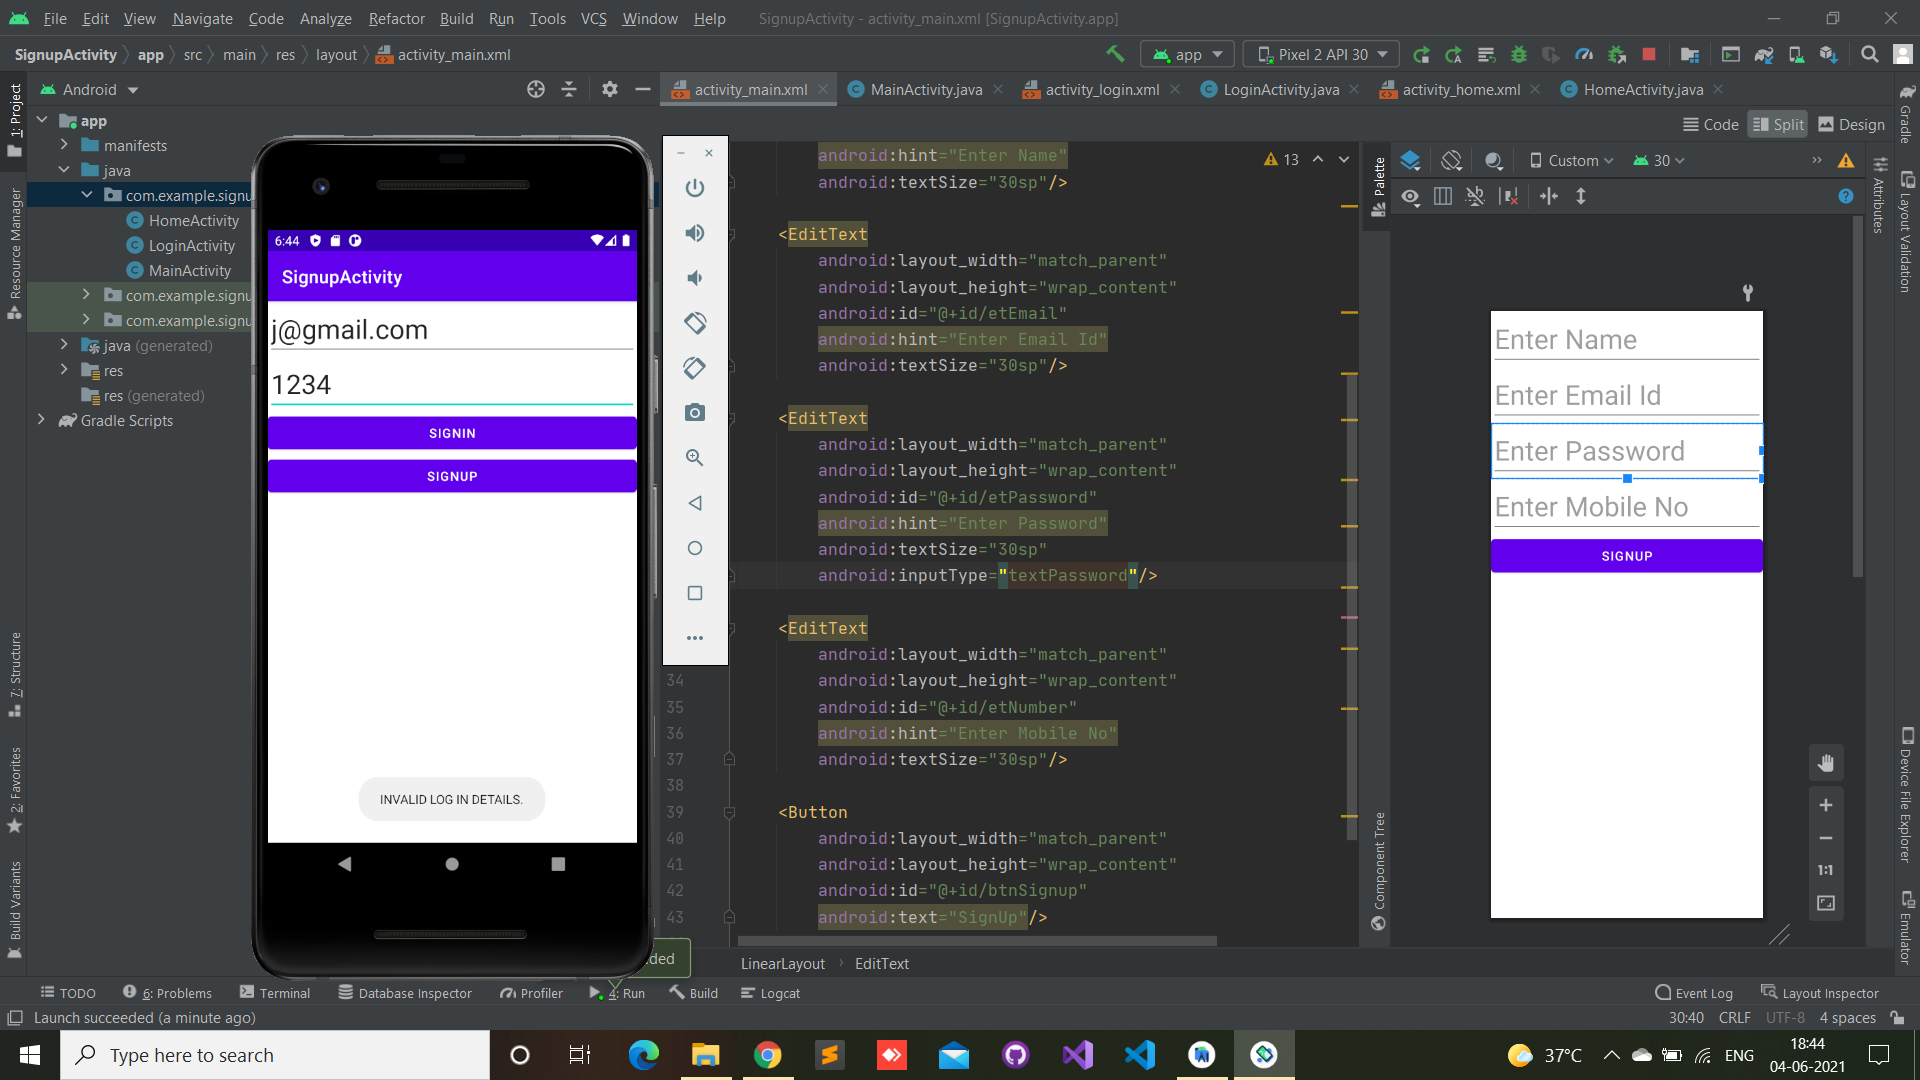 File Edit View Navigate Code Analyze Refactor Build Run Tools VCS Window Help SignupActivity - activity_main.xml [SignupActivity.app]
SignupActivity app src main res layout activity_main.xml app Pixel 2 API 30
Android activity_main.xml MainActivity.java activity_login.xml LoginActivity.java activity_home.xml HomeActivity.java
1: Project
Resource Manager
7: Structure
2: Favorites
Build Variants
app
manifests
java
com.example.signu
HomeActivity
LoginActivity
MainActivity
com.example.signu
com.example.signu
java (generated)
res
res (generated)
Gradle Scripts
6:44
SignupActivity
j@gmail.com
1234
SIGNIN
SIGNUP
INVALID LOG IN DETAILS.
ded
Code Split Design
13
android:hint="Enter Name"
android:textSize="30sp"/>
<EditText
android:layout_width="match_parent"
android:layout_height="wrap_content"
android:id="@+id/etEmail"
android:hint="Enter Email Id"
android:textSize="30sp"/>
<EditText
android:layout_width="match_parent"
android:layout_height="wrap_content"
android:id="@+id/etPassword"
android:hint="Enter Password"
android:textSize="30sp"
android:inputType="textPassword"/>
<EditText
android:layout_width="match_parent"
34 android:layout_height="wrap_content"
35 android:id="@+id/etNumber"
36 android:hint="Enter Mobile No"
37 android:textSize="30sp"/>
38
39 <Button
40 android:layout_width="match_parent"
41 android:layout_height="wrap_content"
42 android:id="@+id/btnSignup"
43 android:text="SignUp"/>
LinearLayout EditText
Palette
Component Tree
Custom 30
Enter Name
Enter Email Id
Enter Password
Enter Mobile No
SIGNUP
1:1
Attributes
Gradle
Layout Validation
Device File Explorer
Emulator
TODO 6: Problems Terminal Database Inspector Profiler 4: Run Build Logcat Event Log Layout Inspector
Launch succeeded (a minute ago) 30:40 CRLF UTF-8 4 spaces
Type here to search 37°C ENG 18:44
04-06-2021